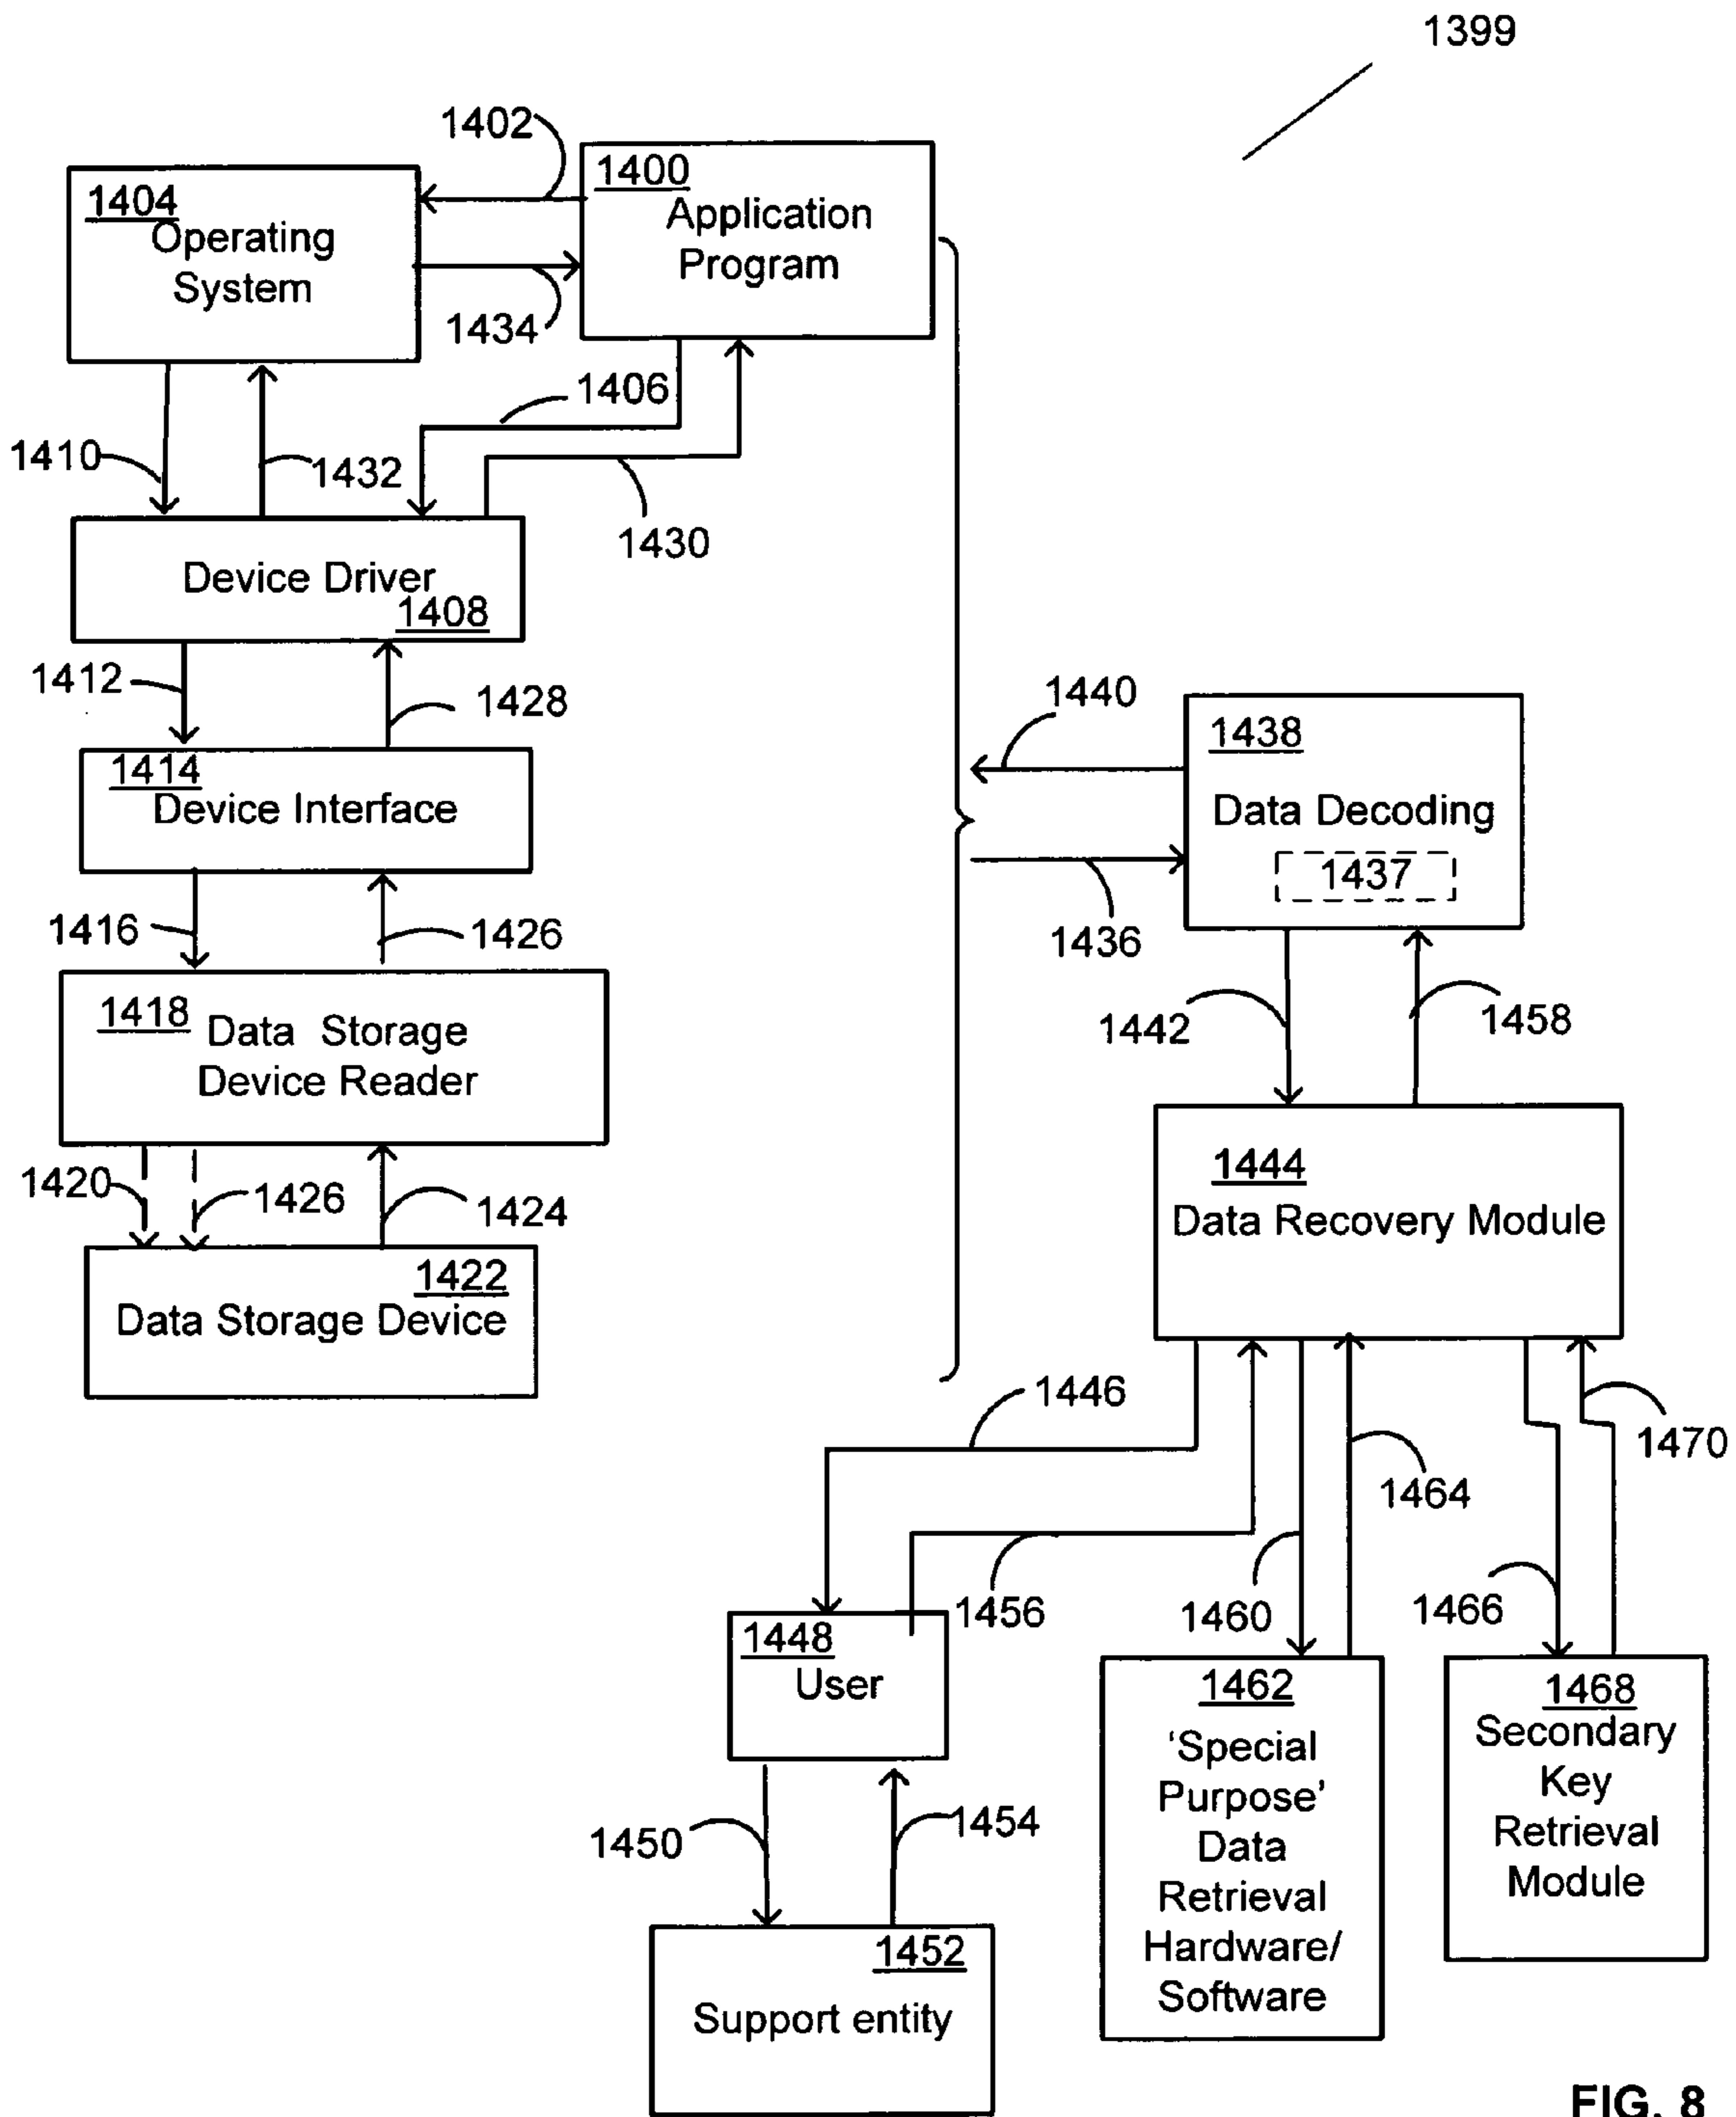 1399
1402
1400
Application
Program
1404
Operating
System
1434
1406
1410
1432
1430
Device Driver
1408
1412
1428
1440
1438
Data Decoding
1437
1414
Device Interface
1436
1416
1426
1442
1458
1418
Data Storage
Device Reader
1444
Data Recovery Module
1420
1426
1424
1422
Data Storage Device
1446
1470
1464
1456
1460
1466
1448
User
1462
'Special
Purpose'
Data
Retrieval
Hardware/
Software
1468
Secondary
Key
Retrieval
Module
1450
1454
1452
Support entity
FIG. 8